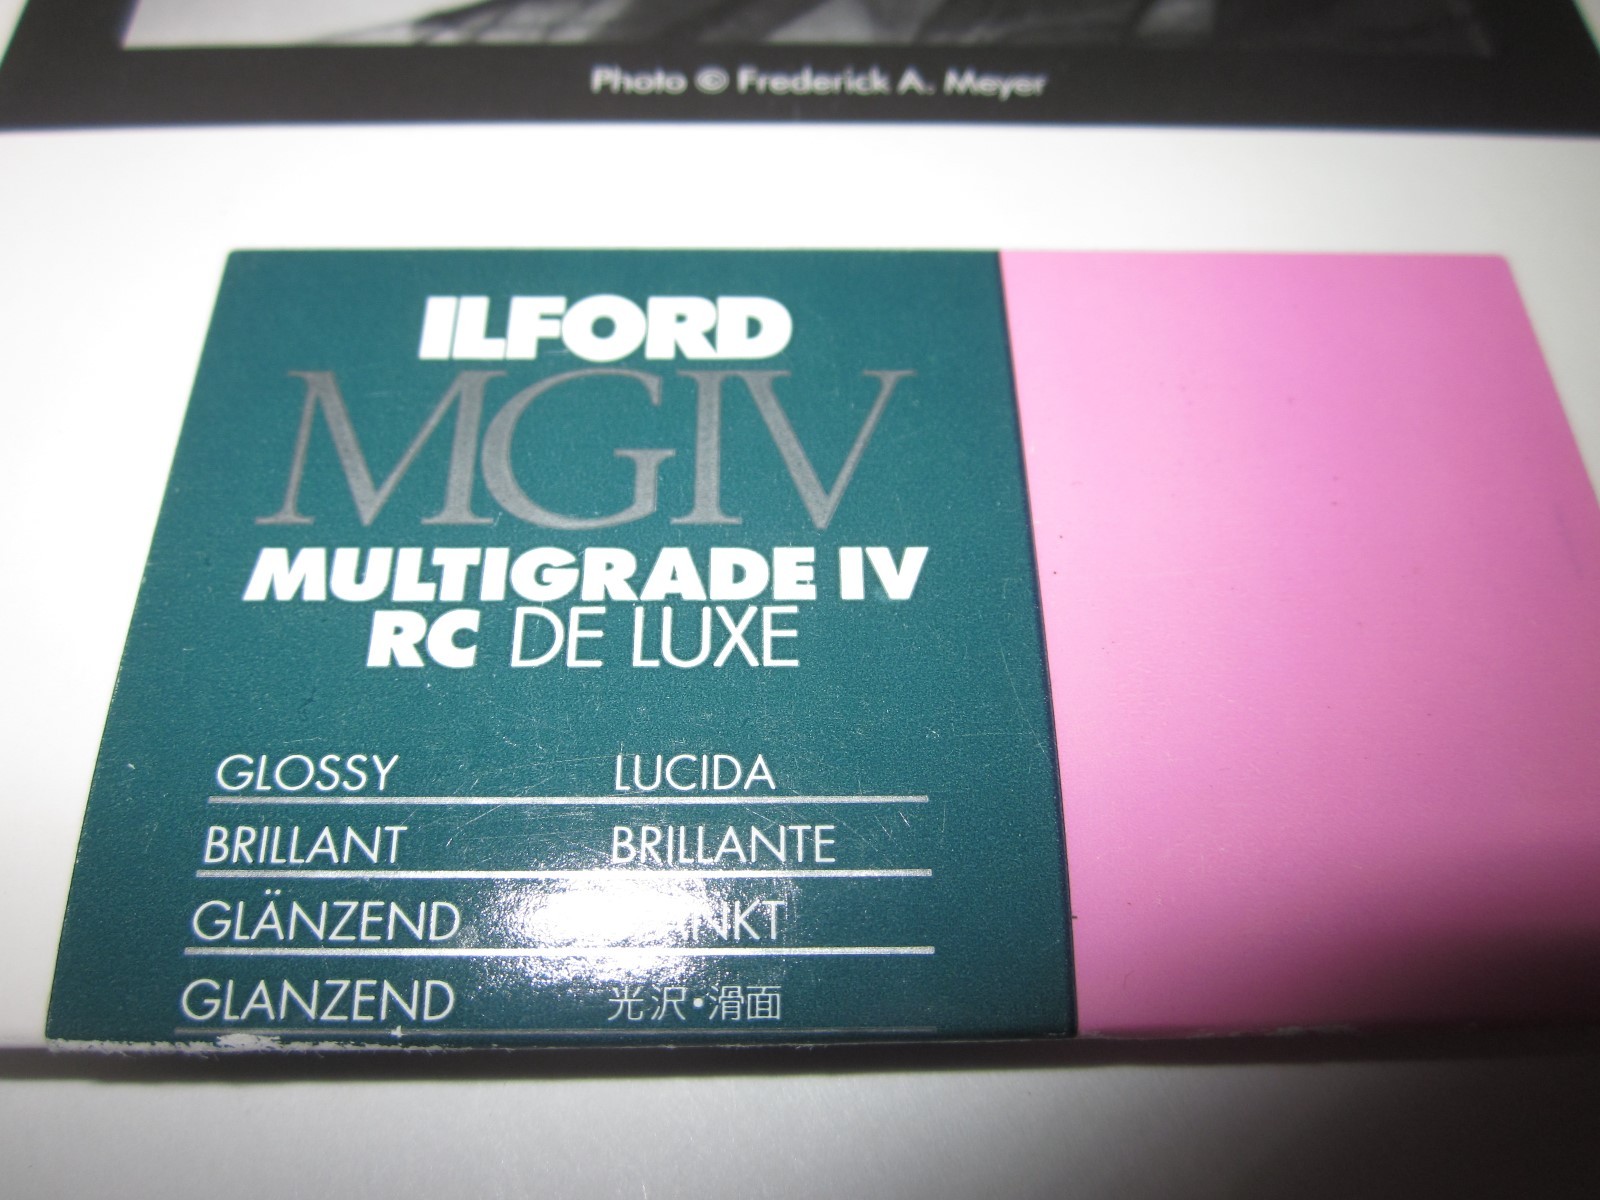 Photo © Frederick A. Meyer
ILFORD
MGIV
MULTIGRADE IV
RC DE LUXE
GLOSSY LUCIDA
BRILLANT BRILLANTE
GLÄNZEND
GLANZEND 光沢・滑面